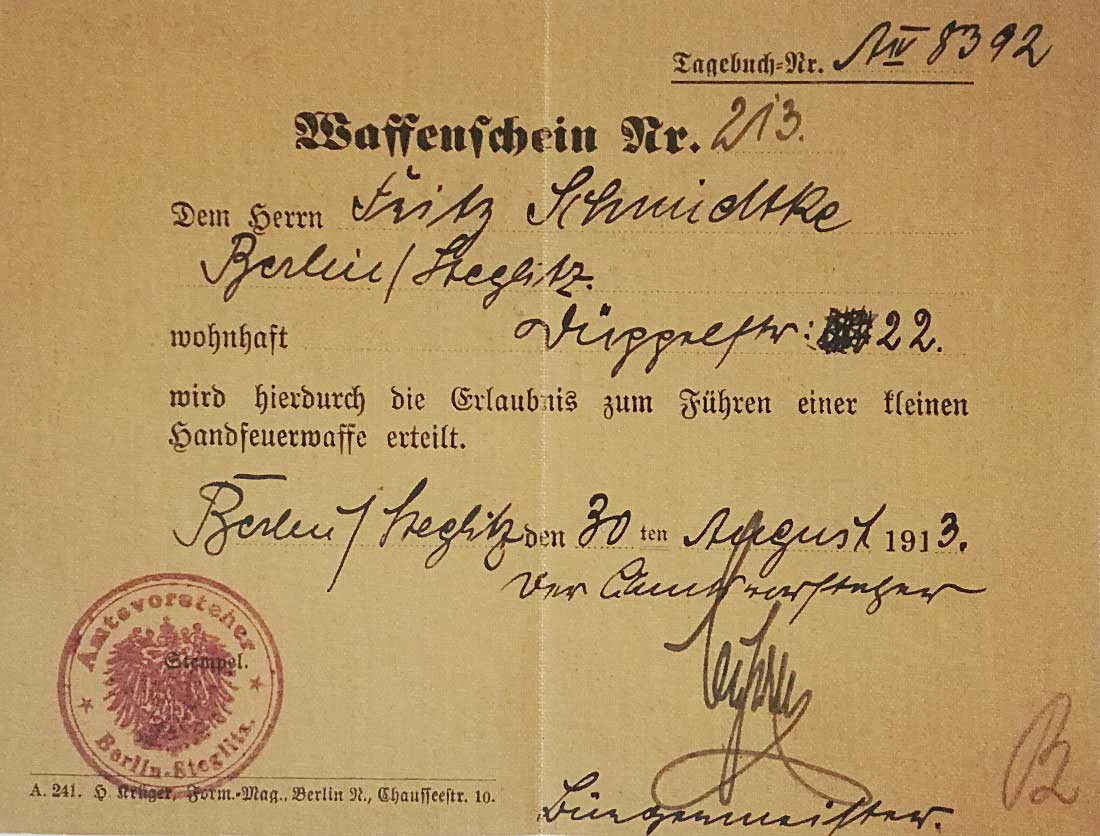 Tagebuch-Nr. A IV 8392
Waffenschein Nr. 213.
Dem Herrn Fritz Schmidtke
Berlin/Steglitz.
wohnhaft Düppelstr: 22.
wird hierdurch die Erlaubnis zum Führen einer kleinen
Handfeuerwaffe erteilt.
Berlin/Steglitz den 30 ten August 1913.
Der Amtsvorsteher
Amtsvorsteher
Stempel.
Berlin-Steglitz.
Bürgermeister.
A. 241. H. Krüger, Form.-Mag., Berlin N., Chausseestr. 10.
B